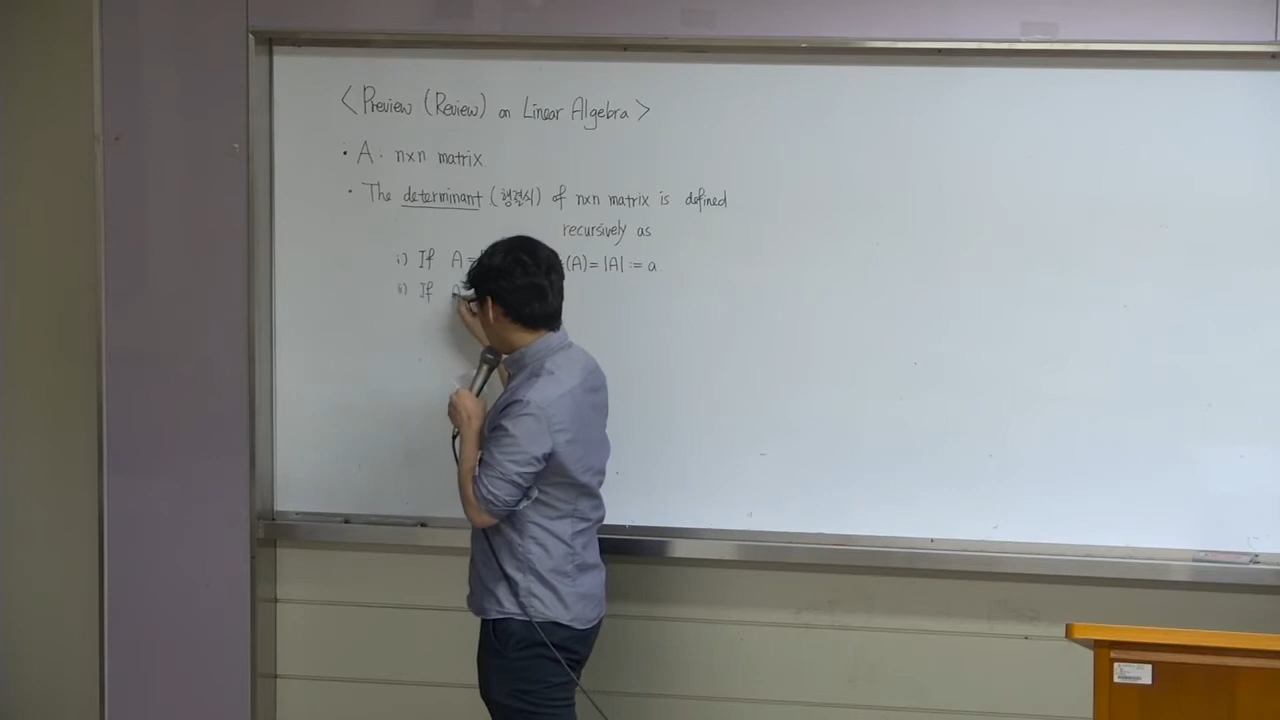 < Preview (Review) on Linear Algebra >
· A : n×n matrix.
· The determinant (행렬식) of n×n matrix is defined
recursively as
i) If A = (A) = |A| := a.
ii) If